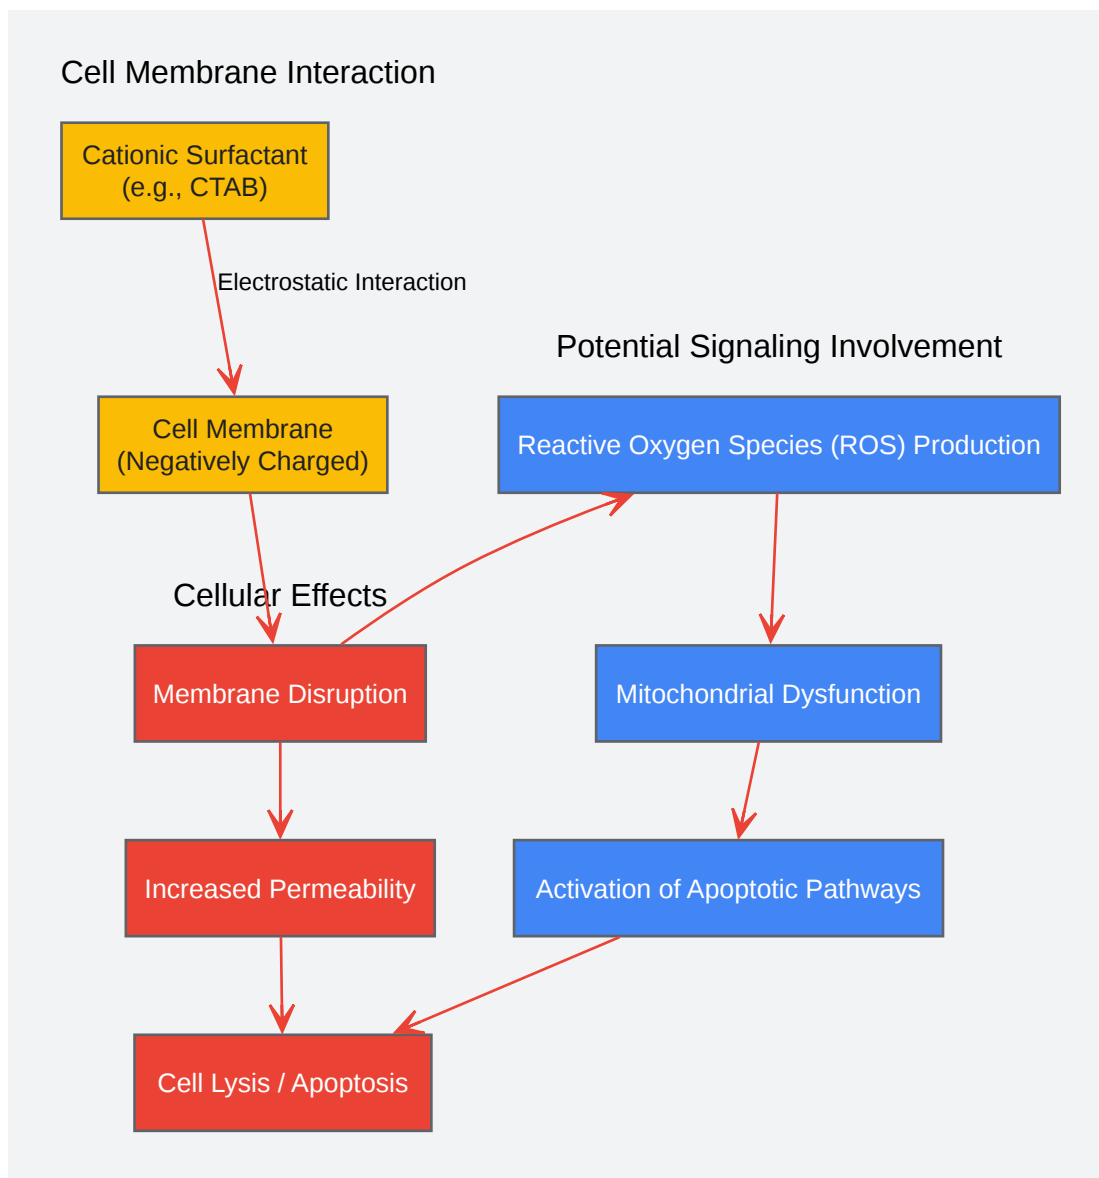 Cell Membrane Interaction
Cationic Surfactant
(e.g., CTAB)
Electrostatic Interaction
Cell Membrane
(Negatively Charged)
Potential Signaling Involvement
Reactive Oxygen Species (ROS) Production
Cellular Effects
Membrane Disruption
Mitochondrial Dysfunction
Increased Permeability
Activation of Apoptotic Pathways
Cell Lysis / Apoptosis